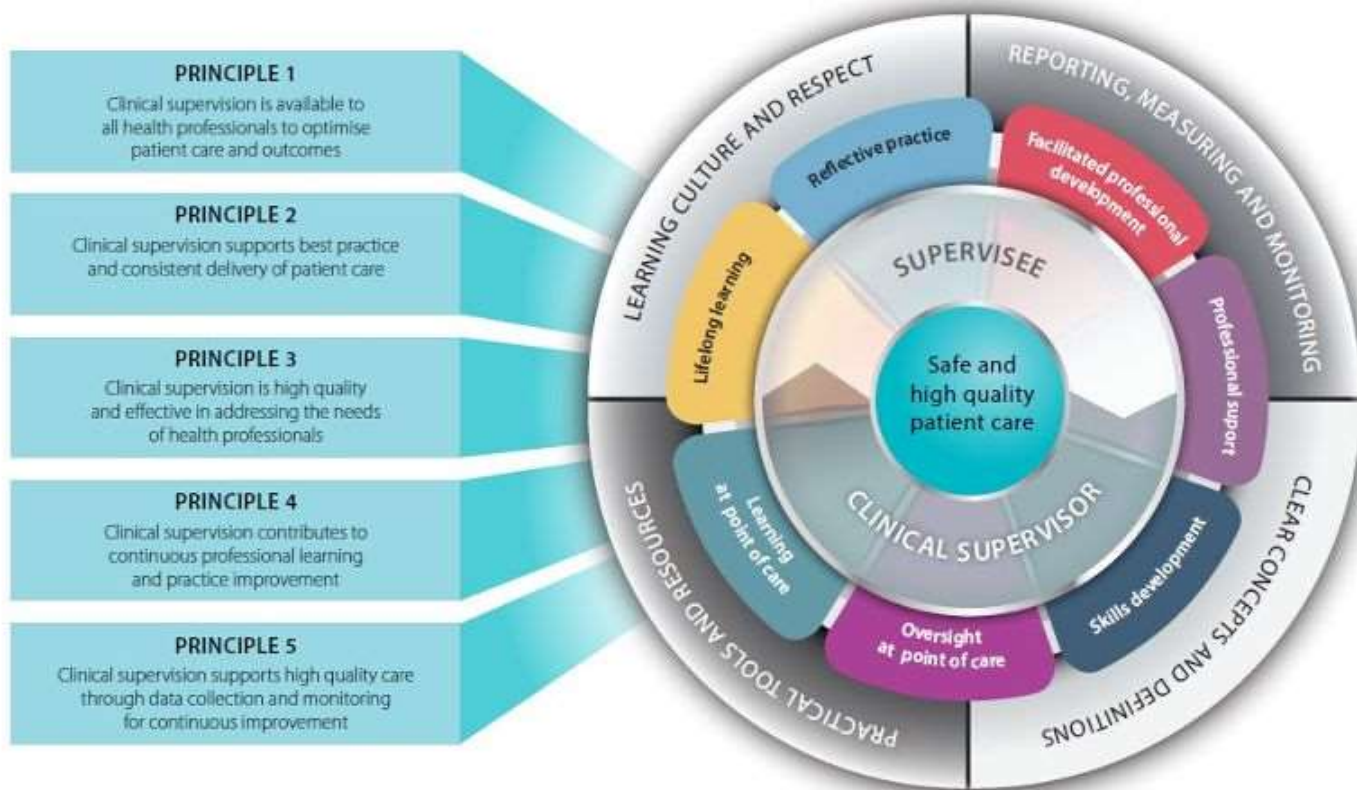 PRINCIPLE 1
Clinical supervision is available to
all health professionals to optimise
patient care and outcomes
PRINCIPLE 2
Clinical supervision supports best practice
and consistent delivery of patient care
PRINCIPLE 3
Clinical supervision is high quality
and effective in addressing the needs
of health professionals
PRINCIPLE 4
Clinical supervision contributes to
continuous professional learning
and practice improvement
PRINCIPLE 5
Clinical supervision supports high quality care
through data collection and monitoring
for continuous improvement
LEARNING CULTURE AND RESPECT
REPORTING, MEASURING AND MONITORING
CLEAR CONCEPTS AND DEFINITIONS
PRACTICAL TOOLS AND RESOURCES
Reflective practice
Facilitated professional
development
Professional support
Skills development
Oversight
at point of care
Learning
at point of care
Lifelong learning
SUPERVISEE
CLINICAL SUPERVISOR
Safe and
high quality
patient care